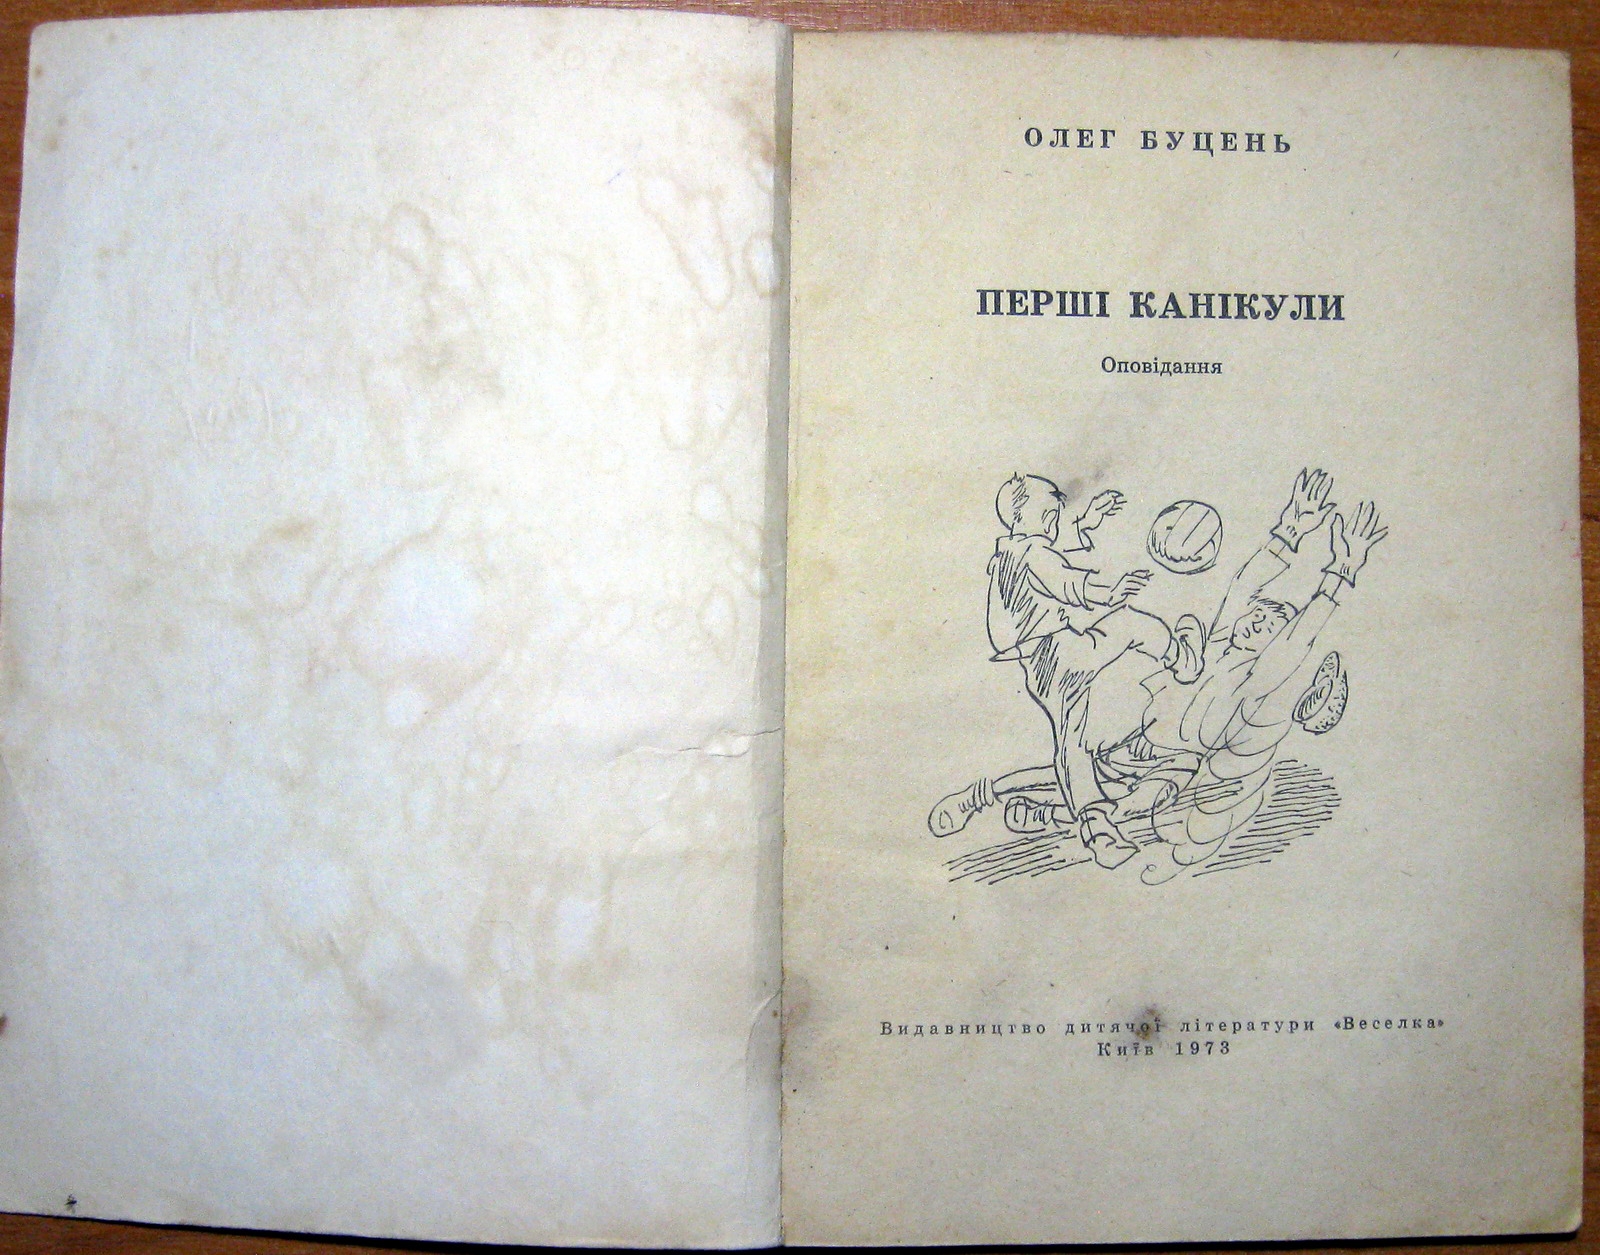 ОЛЕГ БУЦЕНЬ
ПЕРШІ КАНІКУЛИ
Оповідання
Видавництво дитячої літератури «Веселка»
Київ 1973